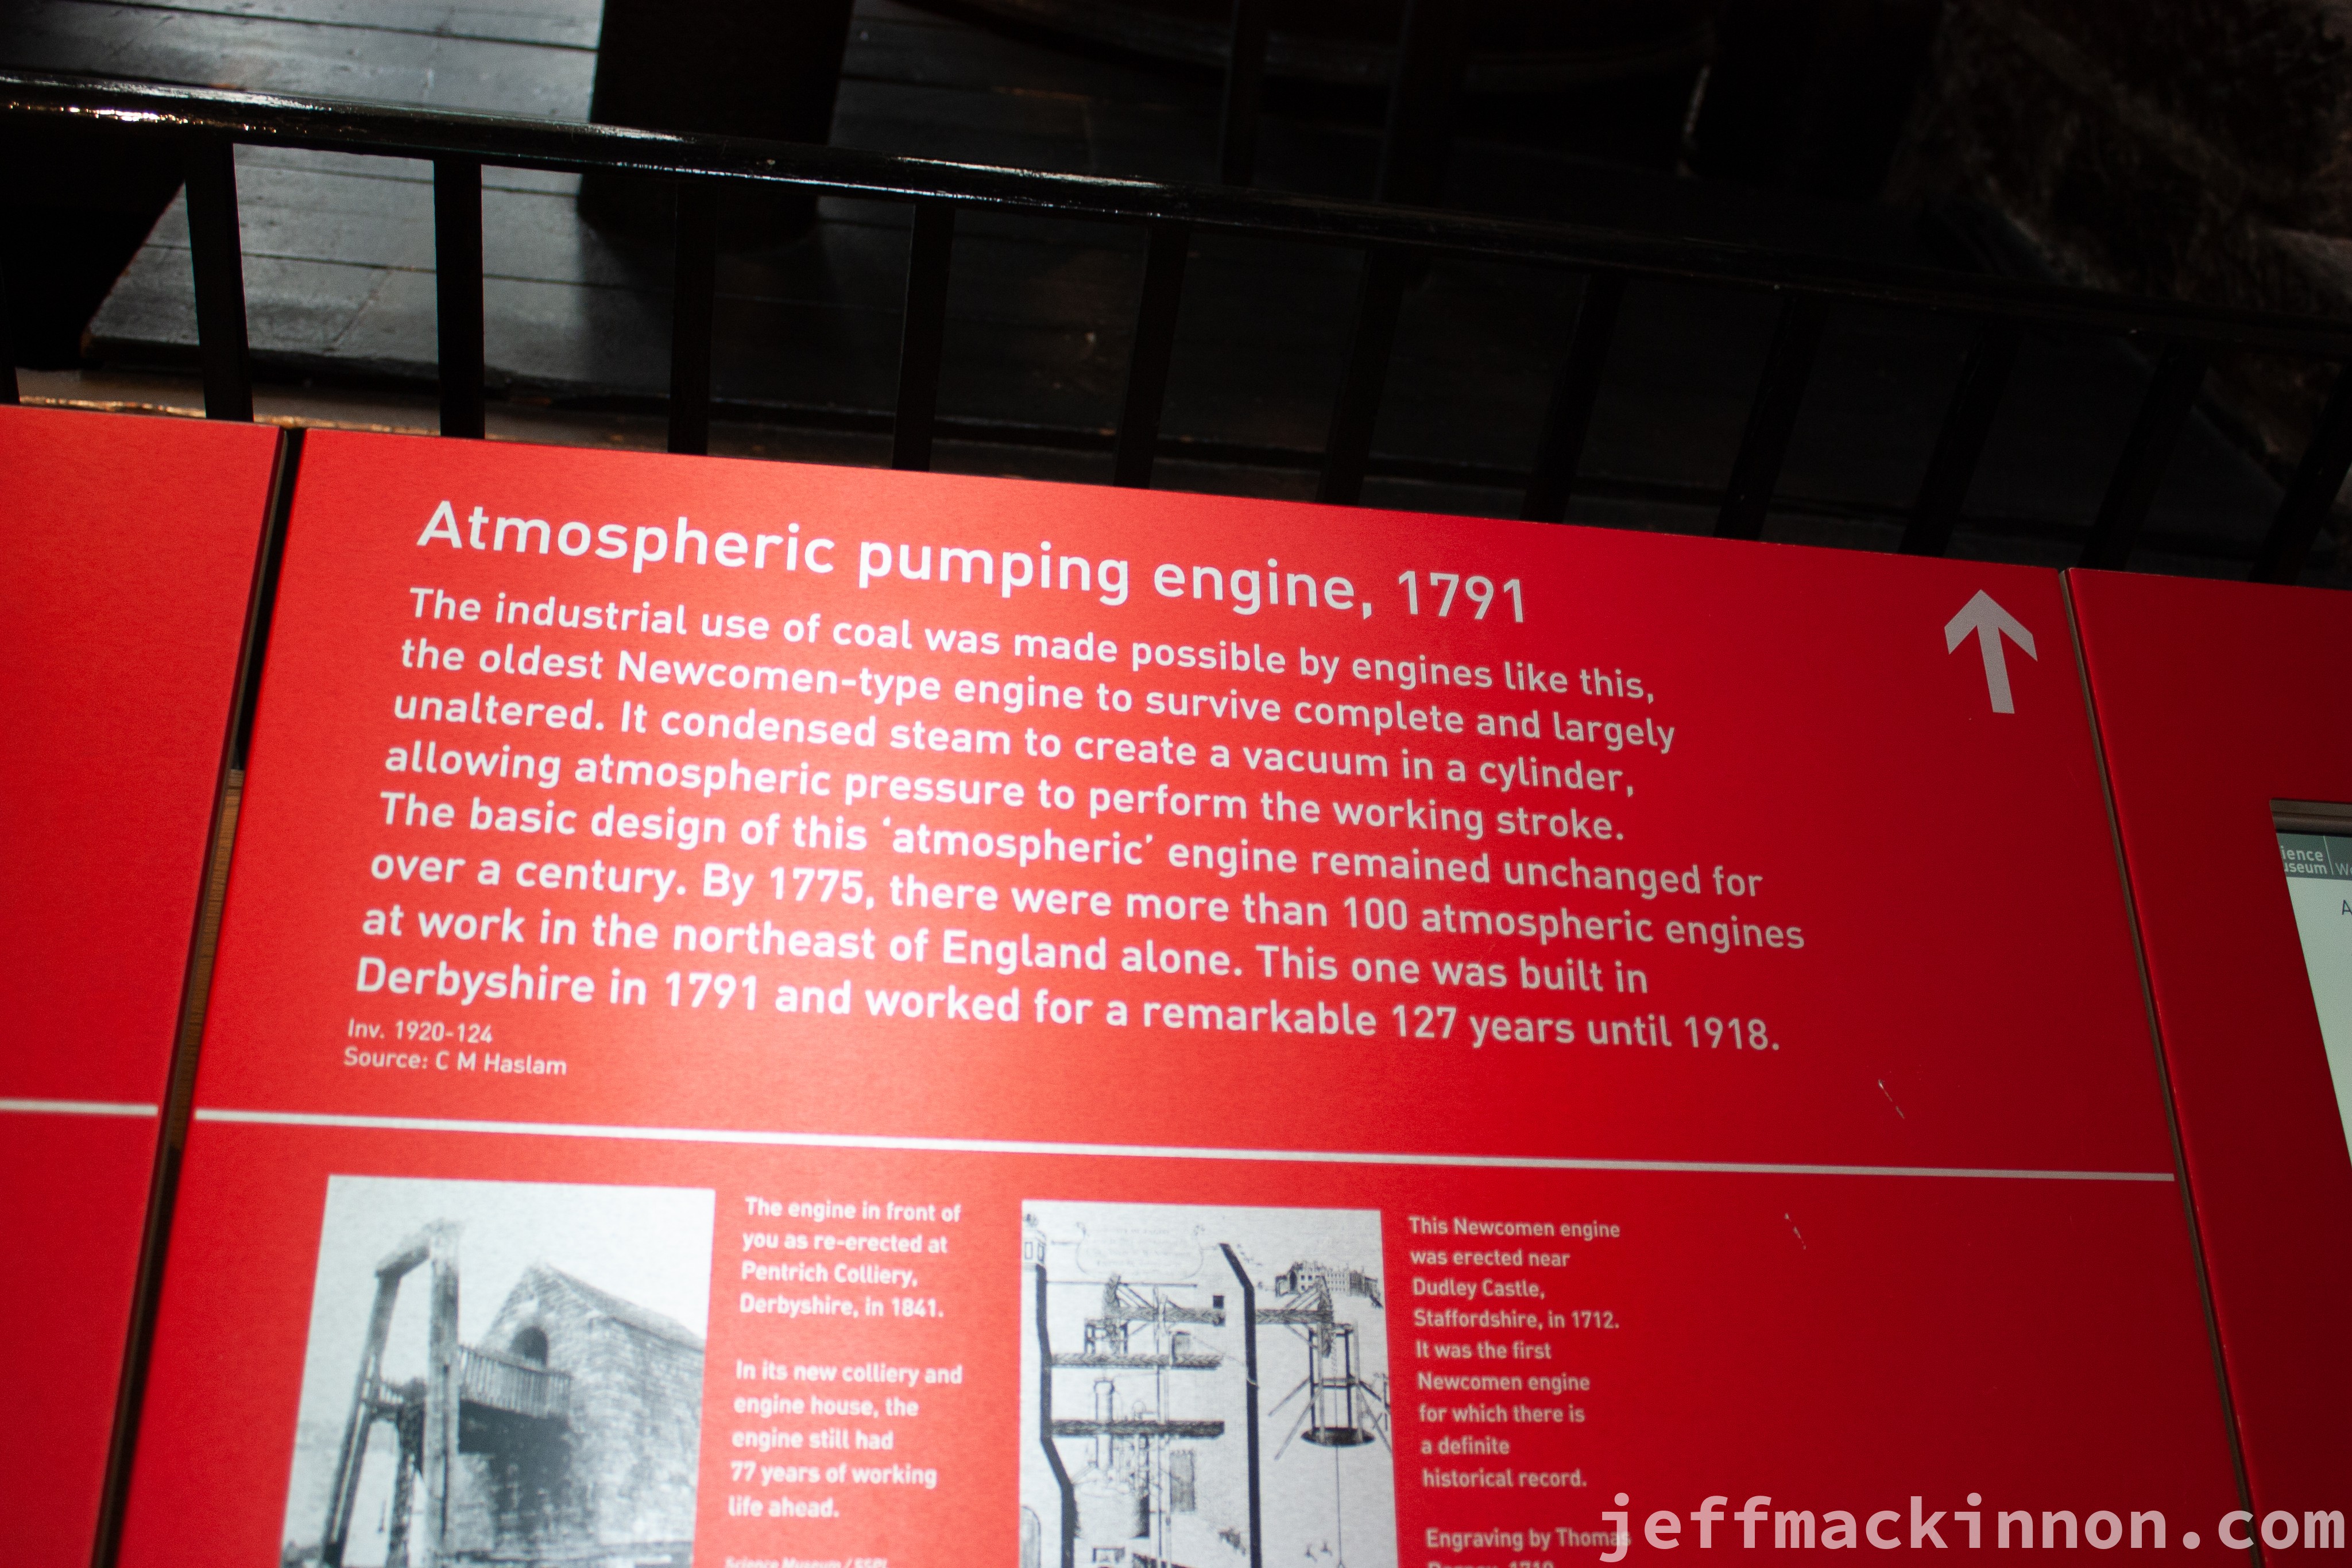 Atmospheric pumping engine, 1791
The industrial use of coal was made possible by engines like this,
the oldest Newcomen-type engine to survive complete and largely
unaltered. It condensed steam to create a vacuum in a cylinder,
allowing atmospheric pressure to perform the working stroke.
The basic design of this ‘atmospheric’ engine remained unchanged for
over a century. By 1775, there were more than 100 atmospheric engines
at work in the northeast of England alone. This one was built in
Derbyshire in 1791 and worked for a remarkable 127 years until 1918.
Inv. 1920-124
Source: C M Haslam
The engine in front of
you as re-erected at
Pentrich Colliery,
Derbyshire, in 1841.
In its new colliery and
engine house, the
engine still had
77 years of working
life ahead.
Science Museum / SSPL
This Newcomen engine
was erected near
Dudley Castle,
Staffordshire, in 1712.
It was the first
Newcomen engine
for which there is
a definite
historical record.
Engraving by Thomas
jeffmackinnon.com